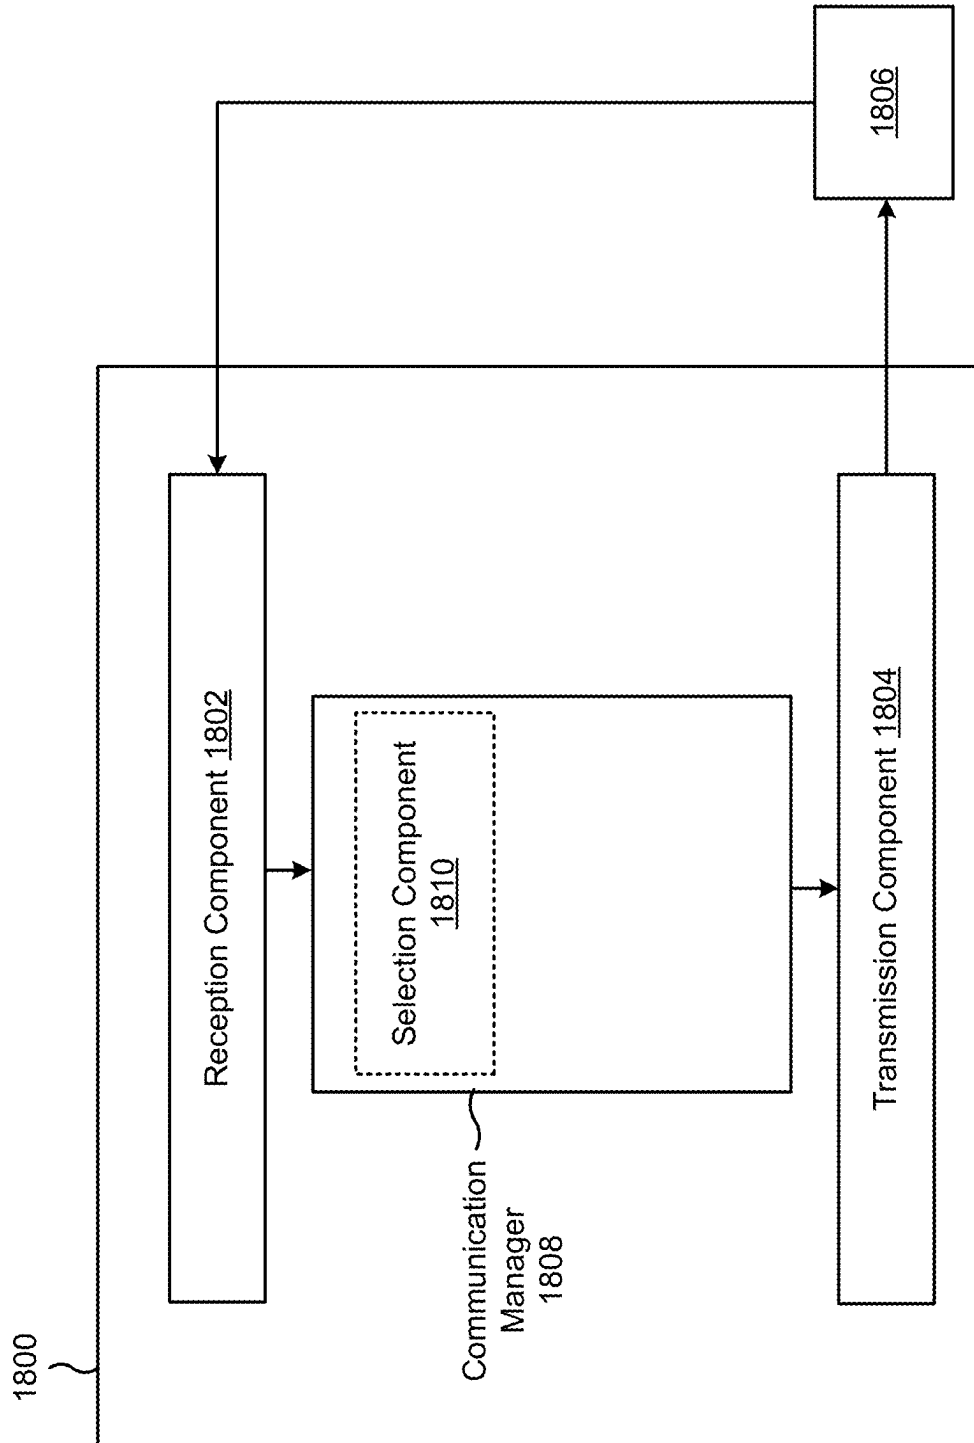 1800
Reception Component 1802
Selection Component
1810
Communication
Manager
1808
Transmission Component 1804
1806